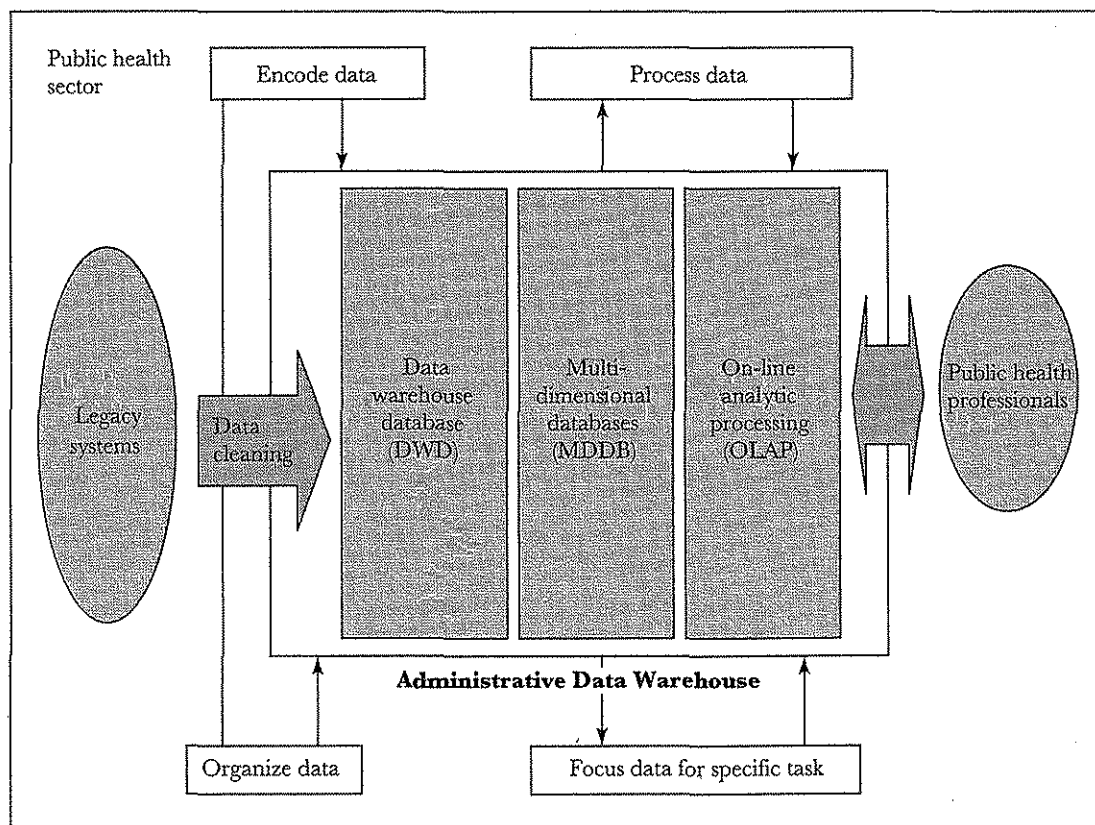 Public health
sector
Encode data
Process data
Legacy
systems
Data
cleaning
Data
warehouse
database
(DWD)
Multi-
dimensional
databases
(MDDB)
On-line
analytic
processing
(OLAP)
Public health
professionals
Administrative Data Warehouse
Organize data
Focus data for specific task